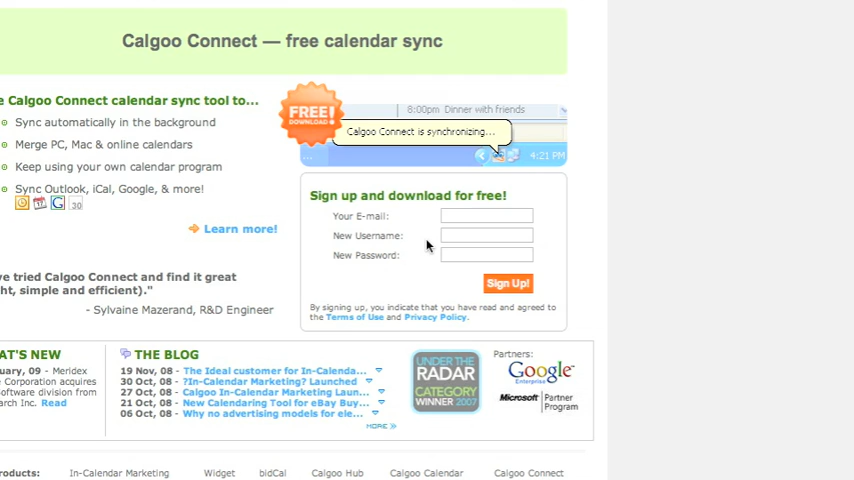 Calgoo Connect — free calendar sync
e Calgoo Connect calendar sync tool to...
Sync automatically in the background
Merge PC, Mac & online calendars
Keep using your own calendar program
Sync Outlook, iCal, Google, & more!
30
Learn more!
ve tried Calgoo Connect and find it great
ht, simple and efficient)."
- Sylvaine Mazerand, R&D Engineer
FREE!
DOWNLOAD
8:00pm Dinner with friends
Calgoo Connect is synchronizing...
4:21 PM
Sign up and download for free!
Your E-mail:
New Username:
New Password:
Sign Up!
By signing up, you indicate that you have read and agreed to
the Terms of Use and Privacy Policy.
AT'S NEW
uary, 09 - Meridex
e Corporation acquires
software division from
arch Inc. Read
THE BLOG
19 Nov, 08 - The Ideal customer for In-Calenda...
30 Oct, 08 - ?In-Calendar Marketing? Launched
27 Oct, 08 - Calgoo In-Calendar Marketing Laun...
21 Oct, 08 - New Calendaring Tool for eBay Buy...
06 Oct, 08 - Why no advertising models for ele...
MORE
UNDER THE
RADAR
CATEGORY
WINNER 2007
Partners:
Google
Enterprise
Microsoft Partner
Program
roducts:
In-Calendar Marketing
Widget
bidCal
Calgoo Hub
Calgoo Calendar
Calgoo Connect